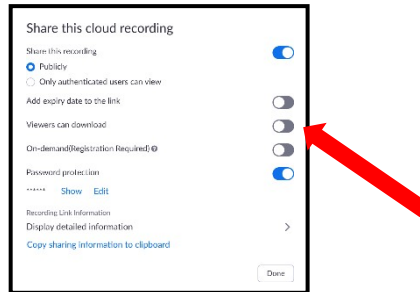 Share this cloud recording
Share this recording
Publicly
Only authenticated users can view
Add expiry date to the link
Viewers can download
On-demand(Registration Required)
Password protection
****** Show Edit
Recording Link Information
Display detailed information
Copy sharing information to clipboard
Done